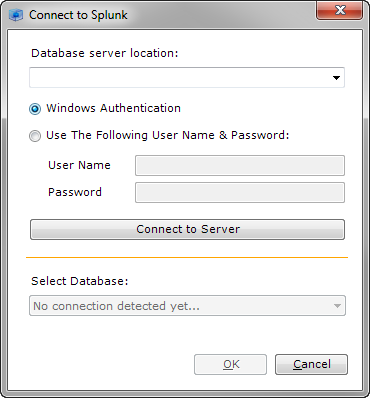 Connect to Splunk
Database server location:
Windows Authentication
Use The Following User Name & Password:
User Name
Password
Connect to Server
Select Database:
No connection detected yet...
OK
Cancel